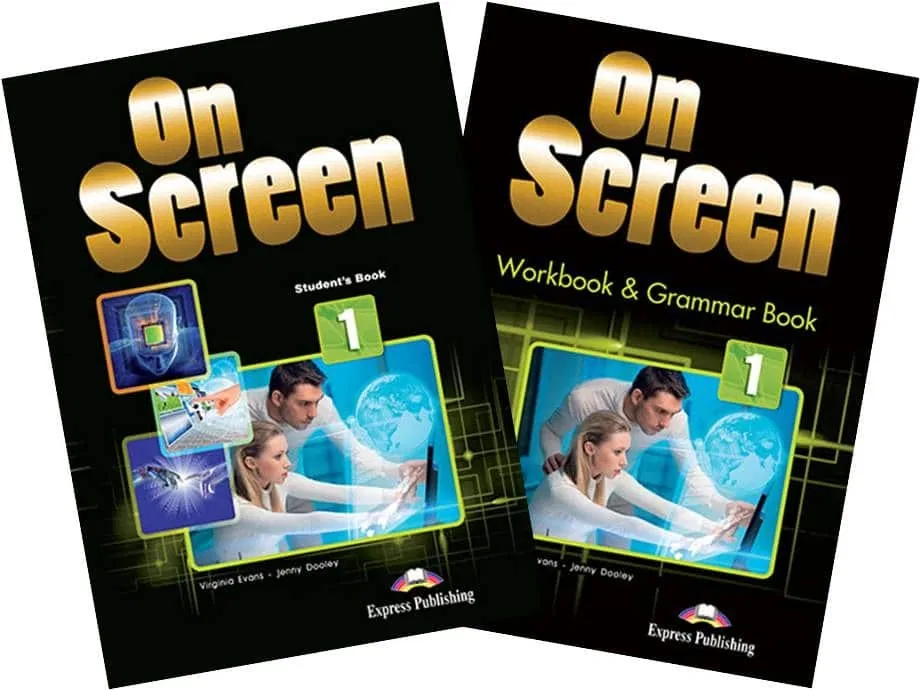 On
Screen
Student's Book
1
Virginia Evans - Jenny Dooley
Express Publishing
On
Screen
Workbook & Grammar Book
1
Evans - Jenny Dooley
Express Publishing